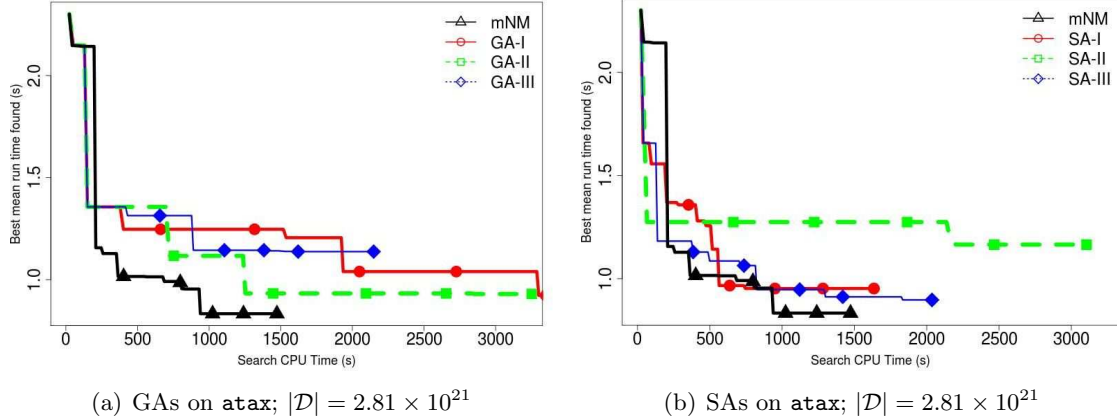 mNM
GA-I
GA-II
GA-III
Best mean run time found (s)
2.0
1.5
1.0
0 500 1000 1500 2000 2500 3000
Search CPU Time (s)
(a) GAs on atax; |𝒟| = 2.81 × 10²¹
mNM
SA-I
SA-II
SA-III
Best mean run time found (s)
2.0
1.5
1.0
0 500 1000 1500 2000 2500 3000
Search CPU Time (s)
(b) SAs on atax; |𝒟| = 2.81 × 10²¹